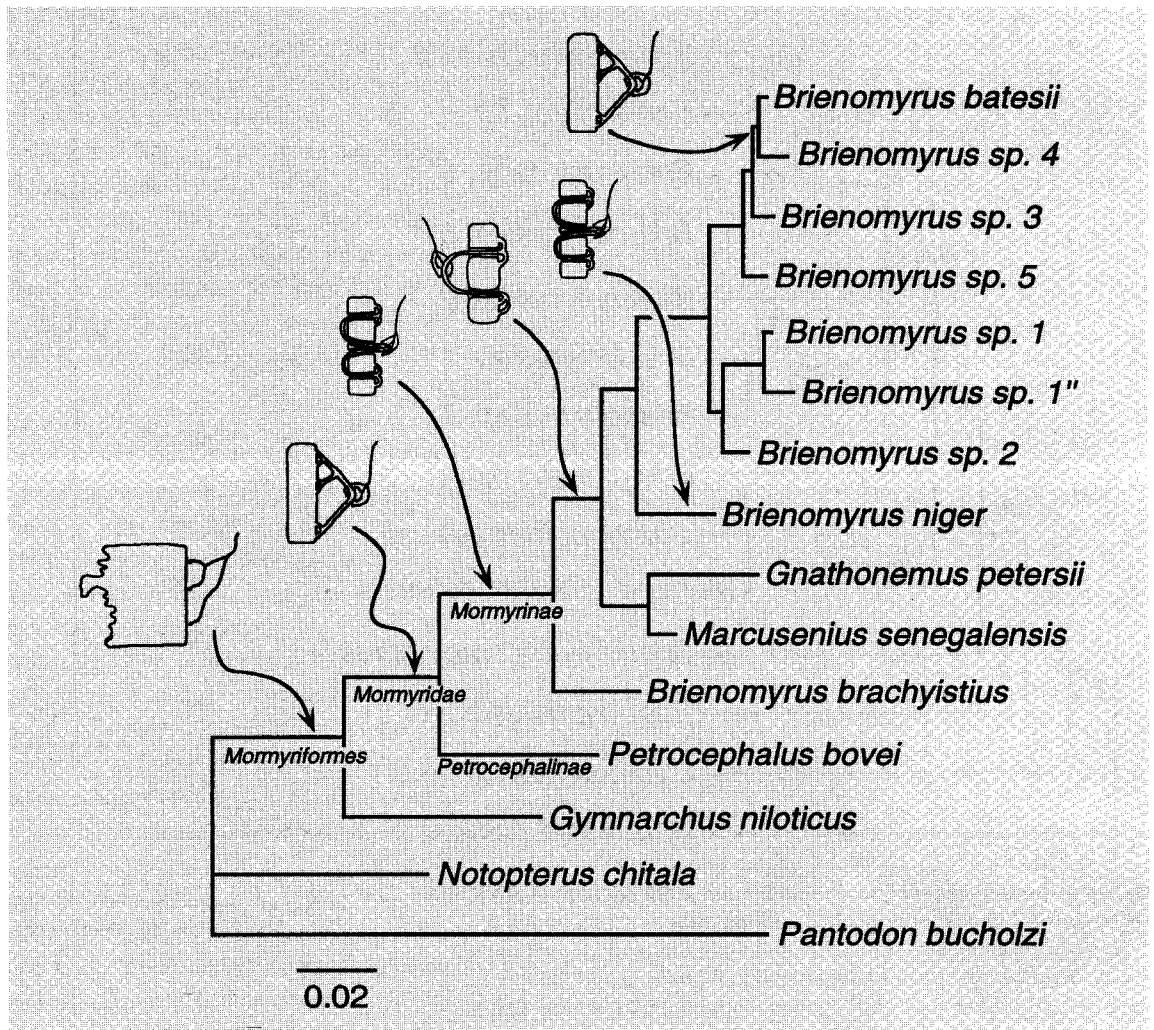 Brienomyrus batesii
Brienomyrus sp. 4
Brienomyrus sp. 3
Brienomyrus sp. 5
Brienomyrus sp. 1
Brienomyrus sp. 1"
Brienomyrus sp. 2
Brienomyrus niger
Gnathonemus petersii
Mormyrinae
Marcusenius senegalensis
Brienomyrus brachyistius
Mormyridae
Petrocephalus bovei
Mormyriformes
Petrocephalinae
Gymnarchus niloticus
Notopterus chitala
Pantodon bucholzi
0.02